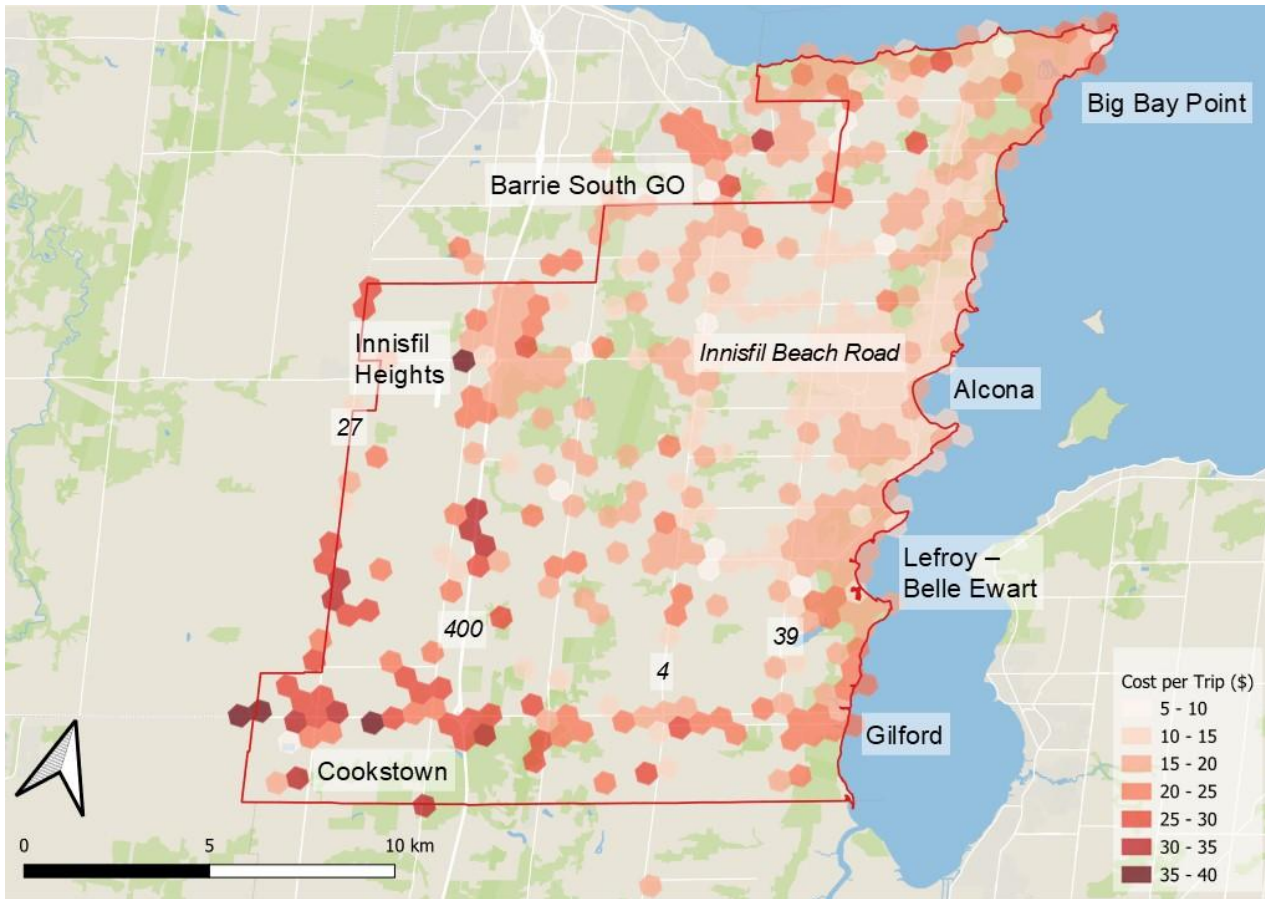 Big Bay Point
Barrie South GO
Innisfil
Heights
Innisfil Beach Road
Alcona
27
Lefroy –
Belle Ewart
400
39
4
Gilford
Cookstown
Cost per Trip ($)
5 - 10
10 - 15
15 - 20
20 - 25
25 - 30
30 - 35
35 - 40
0
5
10 km